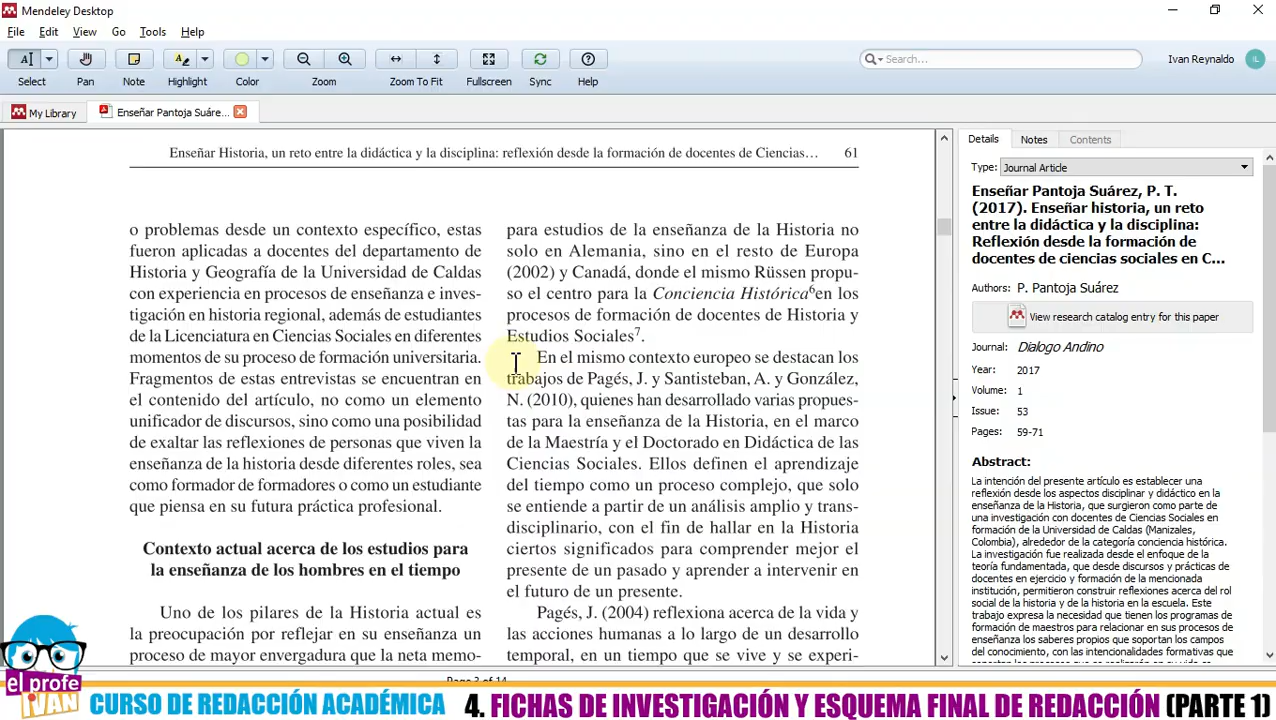 Mendeley Desktop
File Edit View Go Tools Help
Select Pan Note Highlight Color Zoom Zoom To Fit Fullscreen Sync Help
Search...
Ivan Reynaldo
IL
My Library
Enseñar Pantoja Suáre...
Enseñar Historia, un reto entre la didáctica y la disciplina: reflexión desde la formación de docentes de Ciencias… 61
o problemas desde un contexto específico, estas
fueron aplicadas a docentes del departamento de
Historia y Geografía de la Universidad de Caldas
con experiencia en procesos de enseñanza e inves-
tigación en historia regional, además de estudiantes
de la Licenciatura en Ciencias Sociales en diferentes
momentos de su proceso de formación universitaria.
Fragmentos de estas entrevistas se encuentran en
el contenido del artículo, no como un elemento
unificador de discursos, sino como una posibilidad
de exaltar las reflexiones de personas que viven la
enseñanza de la historia desde diferentes roles, sea
como formador de formadores o como un estudiante
que piensa en su futura práctica profesional.
Contexto actual acerca de los estudios para
la enseñanza de los hombres en el tiempo
Uno de los pilares de la Historia actual es
la preocupación por reflejar en su enseñanza un
proceso de mayor envergadura que la neta memo-
para estudios de la enseñanza de la Historia no
solo en Alemania, sino en el resto de Europa
(2002) y Canadá, donde el mismo Rüssen propu-
so el centro para la Conciencia Histórica6en los
procesos de formación de docentes de Historia y
Estudios Sociales7.
En el mismo contexto europeo se destacan los
trabajos de Pagés, J. y Santisteban, A. y González,
N. (2010), quienes han desarrollado varias propues-
tas para la enseñanza de la Historia, en el marco
de la Maestría y el Doctorado en Didáctica de las
Ciencias Sociales. Ellos definen el aprendizaje
del tiempo como un proceso complejo, que solo
se entiende a partir de un análisis amplio y trans-
disciplinario, con el fin de hallar en la Historia
ciertos significados para comprender mejor el
presente de un pasado y aprender a intervenir en
el futuro de un presente.
Pagés, J. (2004) reflexiona acerca de la vida y
las acciones humanas a lo largo de un desarrollo
temporal, en un tiempo que se vive y se experi-
Details Notes Contents
Type: Journal Article
Enseñar Pantoja Suárez, P. T.
(2017). Enseñar historia, un reto
entre la didáctica y la disciplina:
Reflexión desde la formación de
docentes de ciencias sociales en C...
Authors: P. Pantoja Suárez
View research catalog entry for this paper
Journal: Dialogo Andino
Year: 2017
Volume: 1
Issue: 53
Pages: 59-71
Abstract:
La intención del presente artículo es establecer una
reflexión desde los aspectos disciplinar y didáctico en la
enseñanza de la Historia, que surgieron como parte de
una investigación con docentes de Ciencias Sociales en
formación de la Universidad de Caldas (Manizales,
Colombia), alrededor de la categoría conciencia histórica.
La investigación fue realizada desde el enfoque de la
teoría fundamentada, que desde discursos y prácticas de
docentes en ejercicio y formación de la mencionada
institución, permitieron construir reflexiones acerca del rol
social de la historia y de la historia en la escuela. Este
trabajo expresa la necesidad que tienen los programas de
formación de maestros para relacionar en sus procesos de
enseñanza los saberes propios que soportan los campos
del conocimiento, con las intencionalidades formativas que
Page 3 of 14
el profe
IVAN
CURSO DE REDACCIÓN ACADÉMICA
4. FICHAS DE INVESTIGACIÓN Y ESQUEMA FINAL DE REDACCIÓN (PARTE 1)